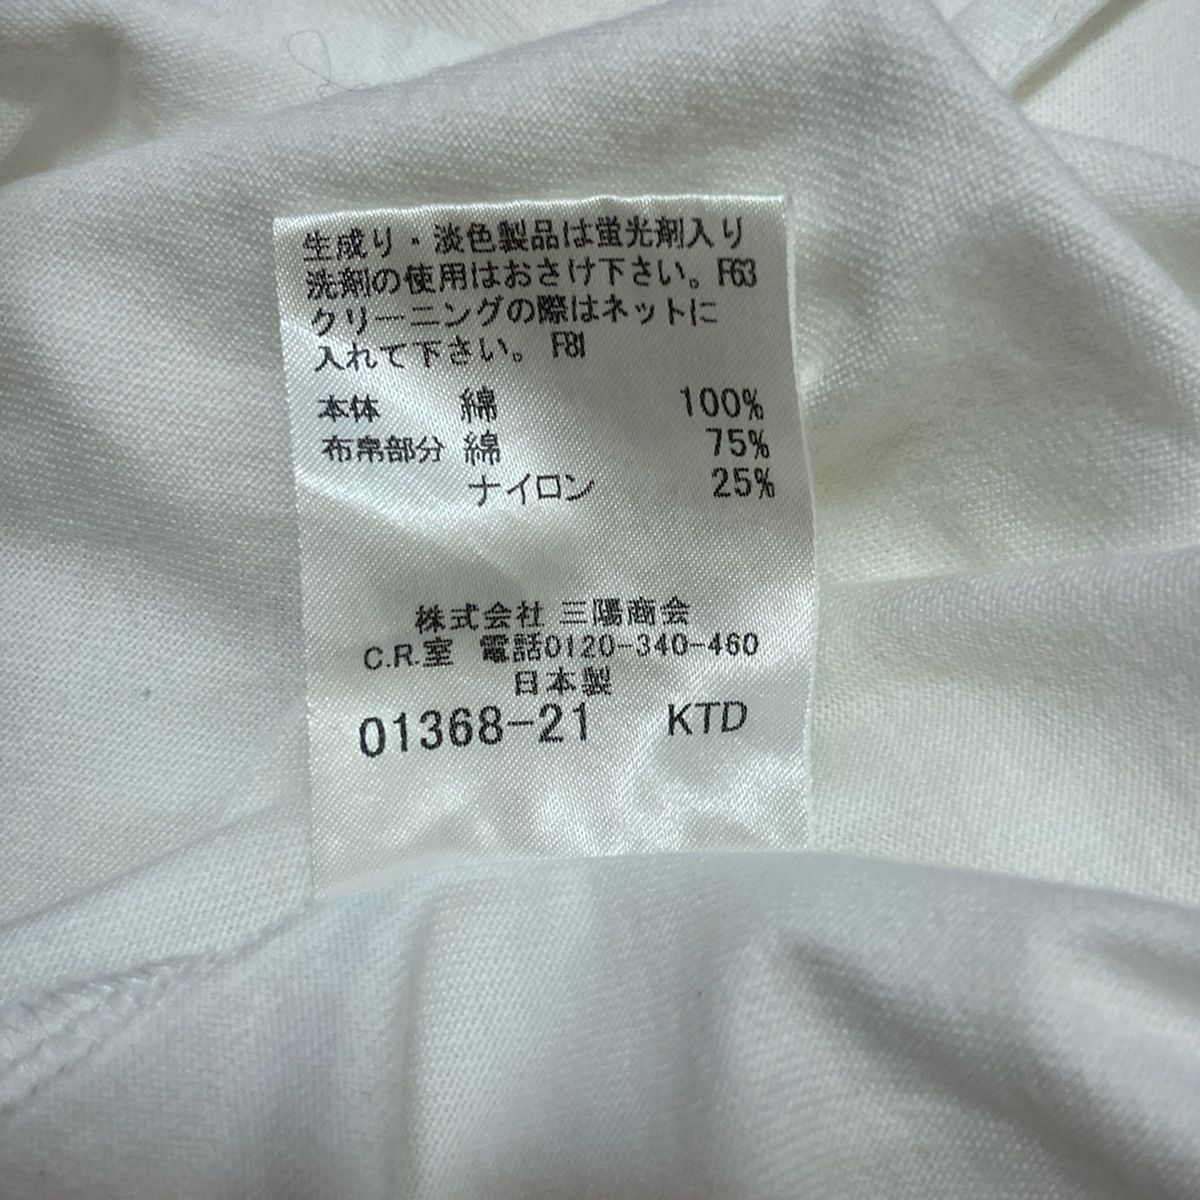 生成り・淡色製品は蛍光剤入り
洗剤の使用はおさけ下さい。F63
クリーニングの際はネットに
入れて下さい。F81
本体 綿 100%
布帛部分 綿 75%
ナイロン 25%
株式会社 三陽商会
C.R.室 電話0120-340-460
日本製
01368-21 KTD